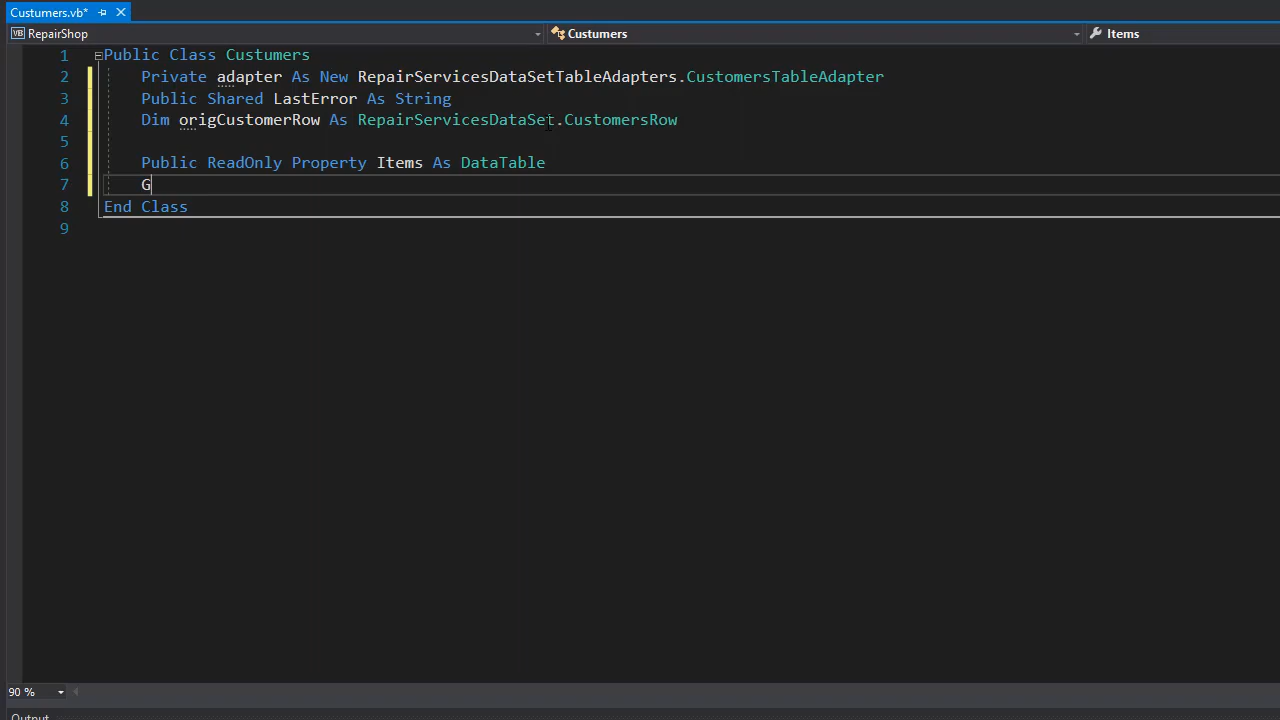 Custumers.vb*
VB RepairShop Custumers Items
1 Public Class Custumers
2 Private adapter As New RepairServicesDataSetTableAdapters.CustomersTableAdapter
3 Public Shared LastError As String
4 Dim origCustomerRow As RepairServicesDataSet.CustomersRow
5
6 Public ReadOnly Property Items As DataTable
7 G
8 End Class
9
90 %
Output